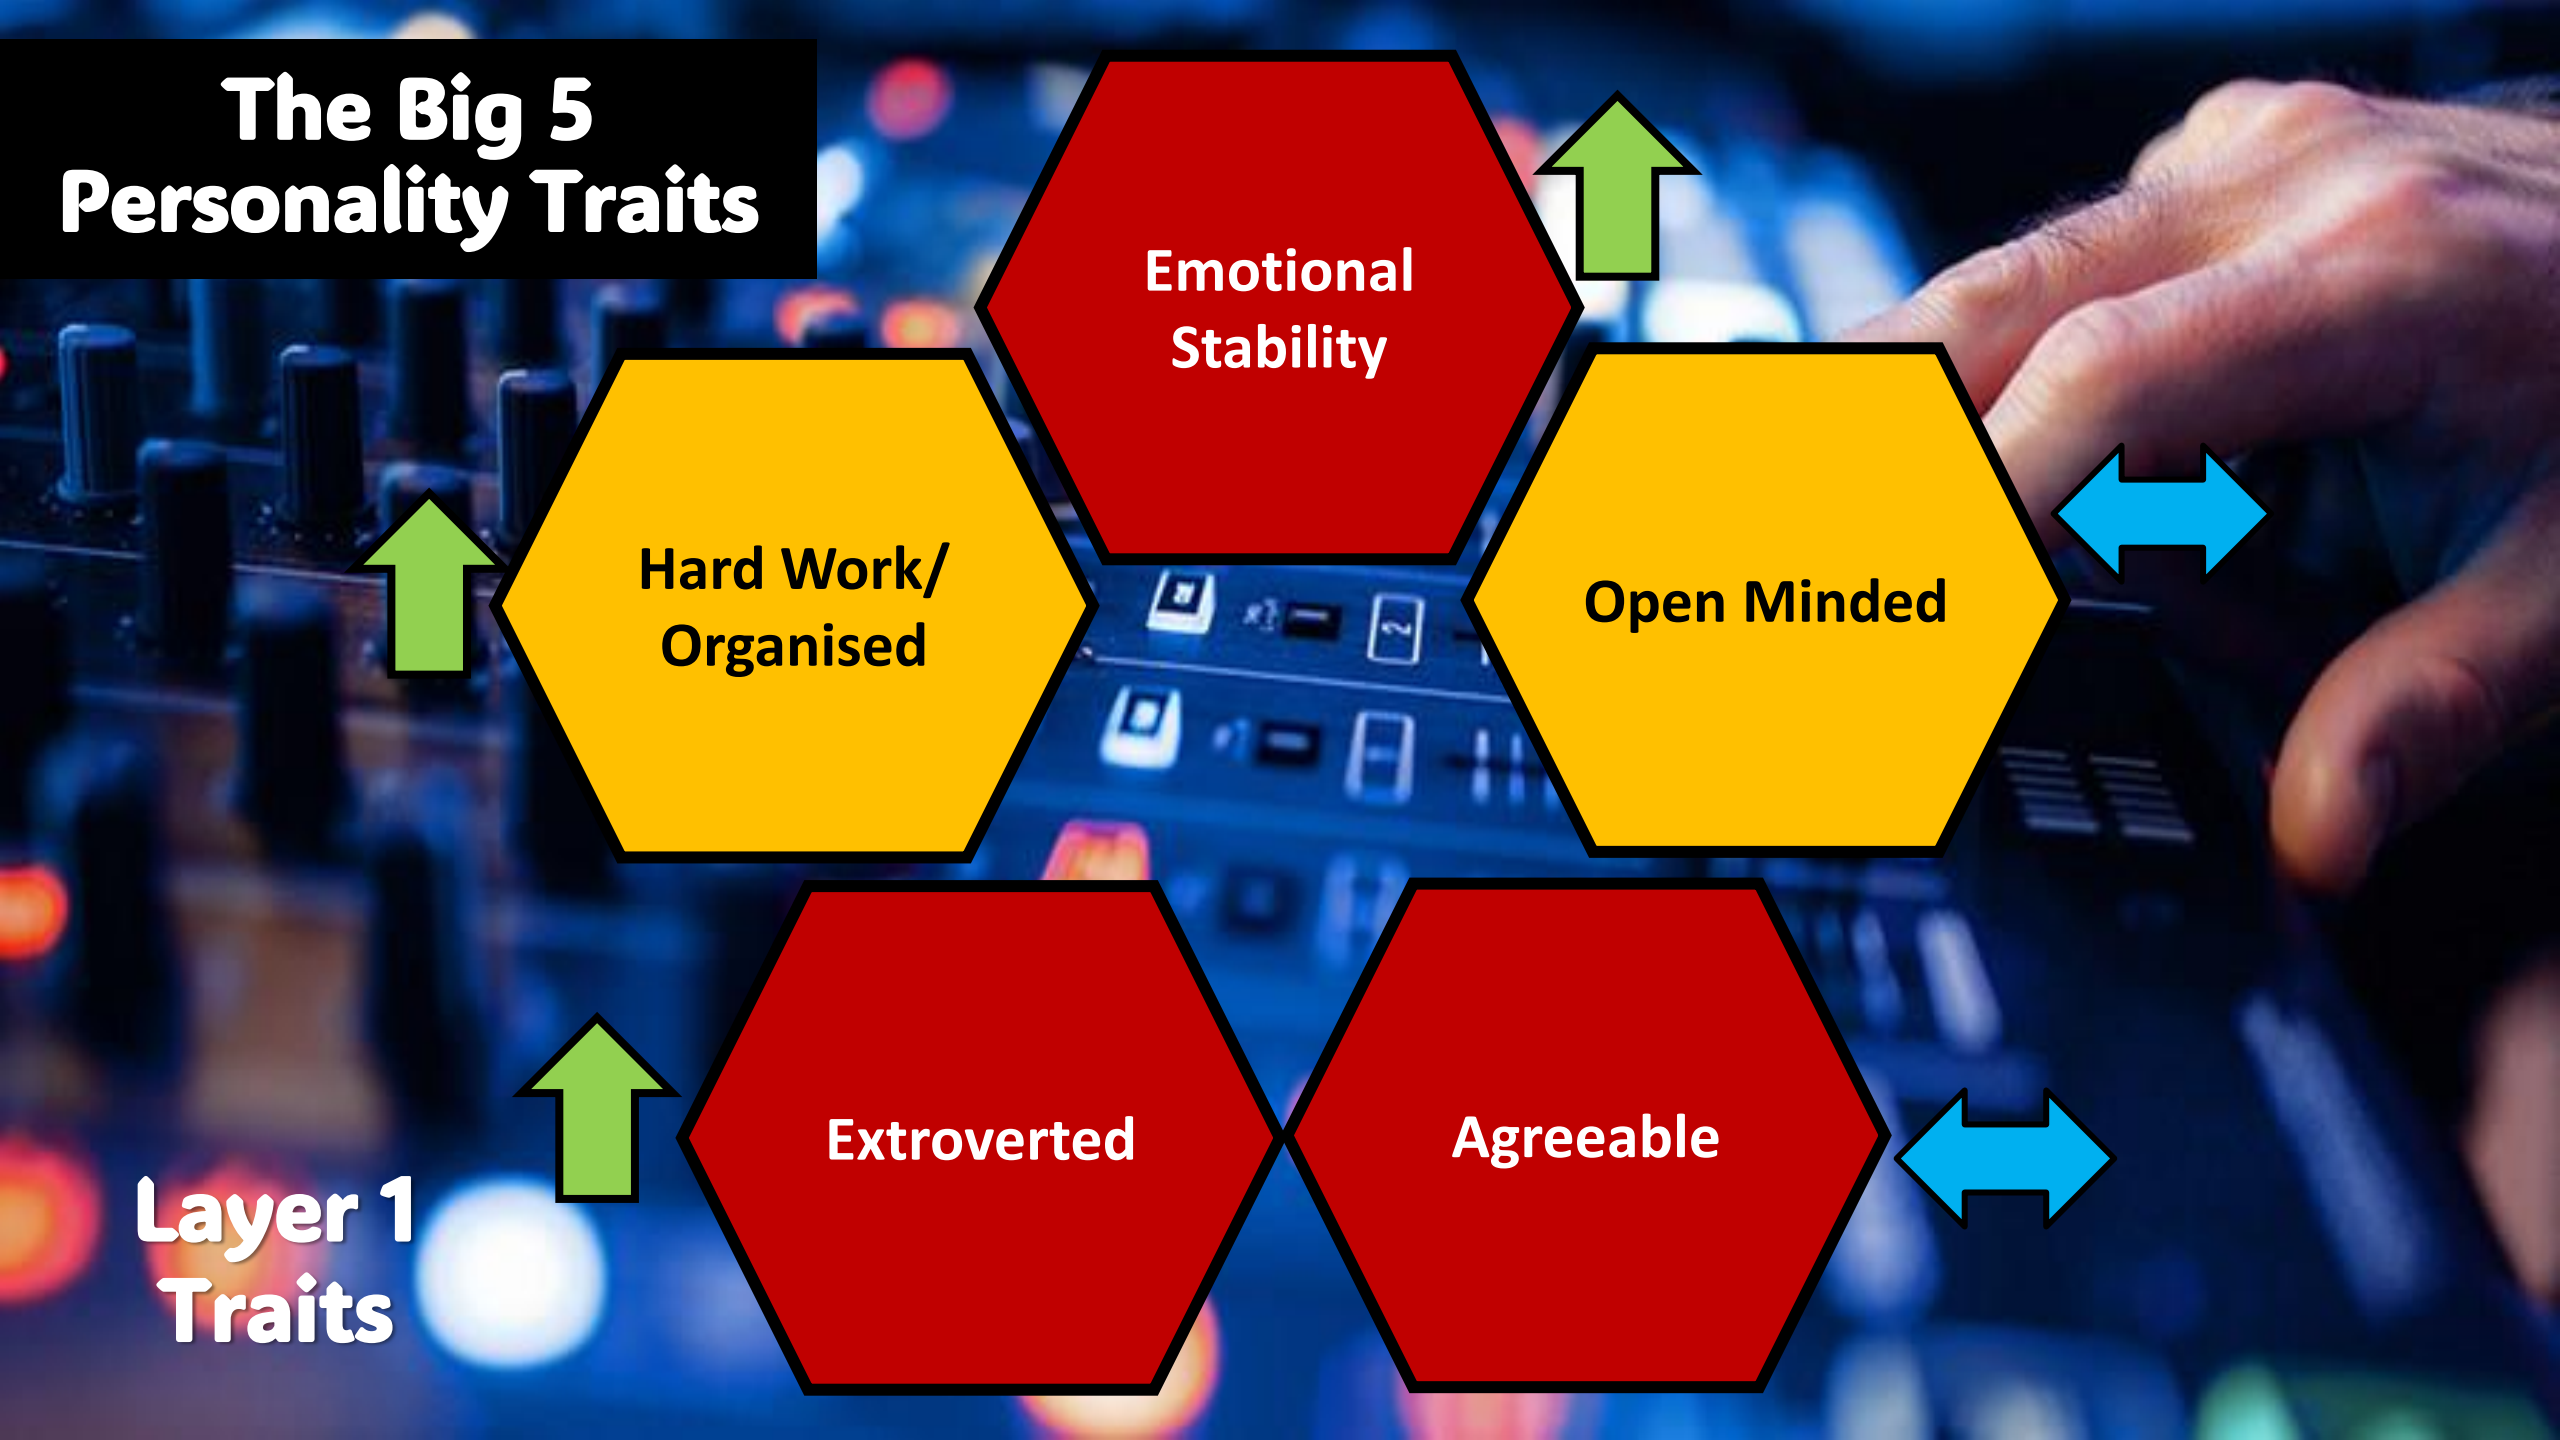 The Big 5
Personality Traits
Emotional
Stability
Hard Work/
Organised
Open Minded
Extroverted
Agreeable
Layer 1
Traits